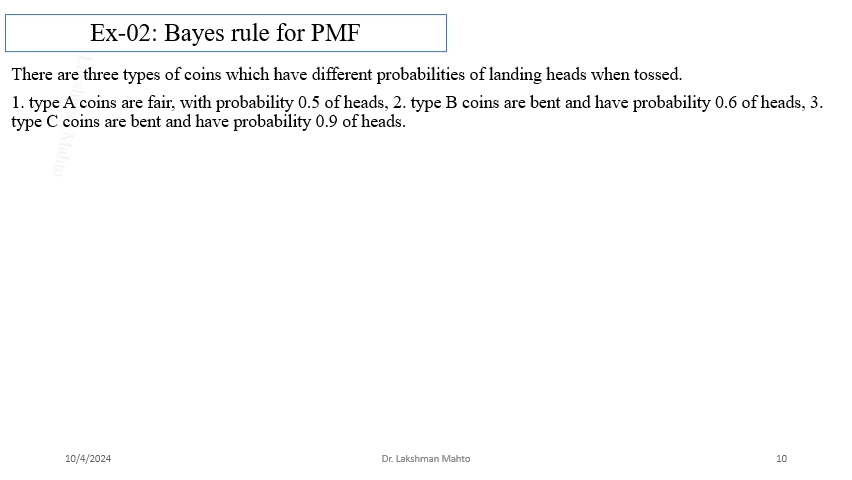 Ex-02: Bayes rule for PMF
There are three types of coins which have different probabilities of landing heads when tossed.
1. type A coins are fair, with probability 0.5 of heads, 2. type B coins are bent and have probability 0.6 of heads, 3.
type C coins are bent and have probability 0.9 of heads.
Mahto
10/4/2024
Dr. Lakshman Mahto
10